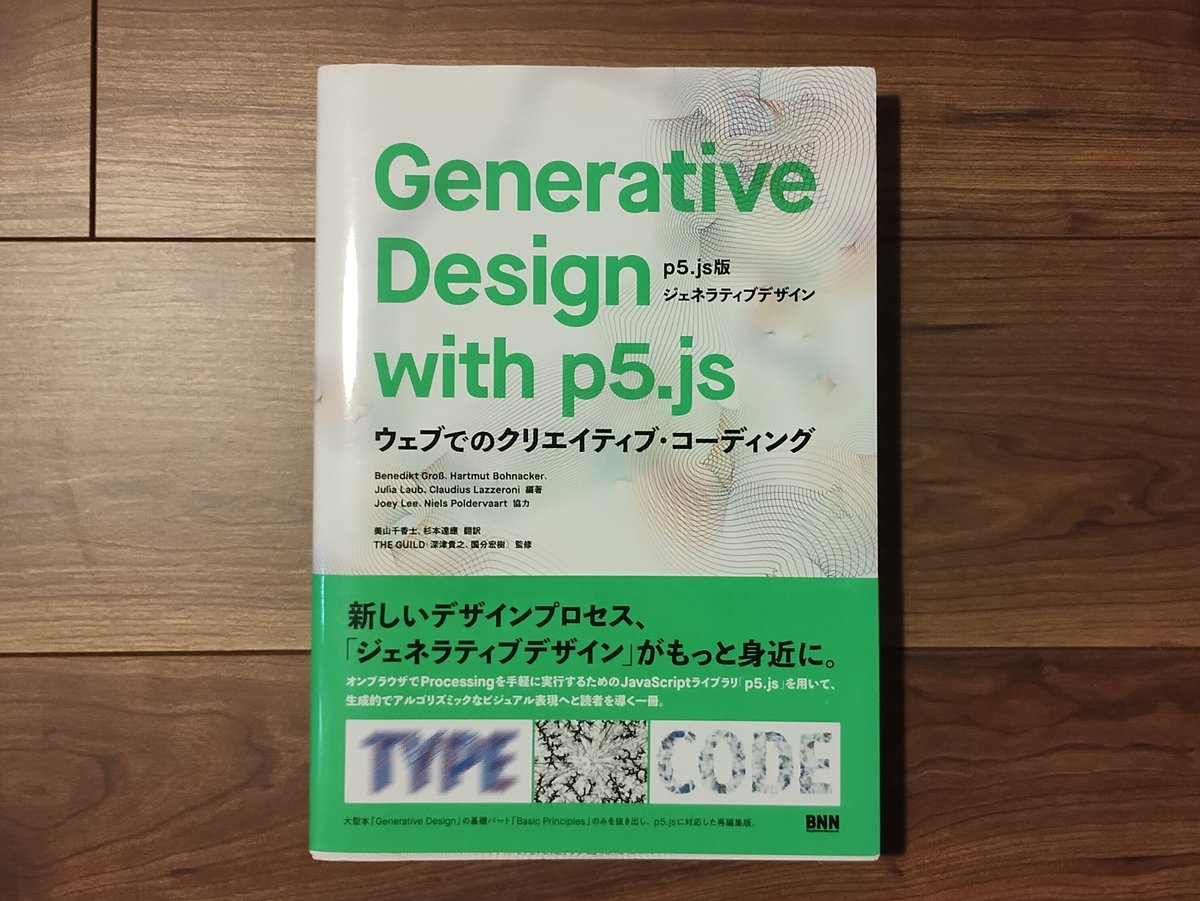 Generative
Design
p5.js版
ジェネラティブデザイン
with p5.js
ウェブでのクリエイティブ・コーディング
Benedikt Groß、Hartmut Bohnacker、
Julia Laub、Claudius Lazzeroni 編著
Joey Lee、Niels Poldervaart 協力
美山千香士、杉本達應 翻訳
THE GUILD〔深津貴之、国分宏樹〕監修
新しいデザインプロセス、
「ジェネラティブデザイン」がもっと身近に。
オンブラウザでProcessingを手軽に実行するためのJavaScriptライブラリ「p5.js」を用いて、
生成的でアルゴリズミックなビジュアル表現へと読者を導く一冊。
TYPE
CODE
大型本『Generative Design』の基礎パート「Basic Principles」のみを抜き出し、p5.jsに対応した再編集版。
BNN